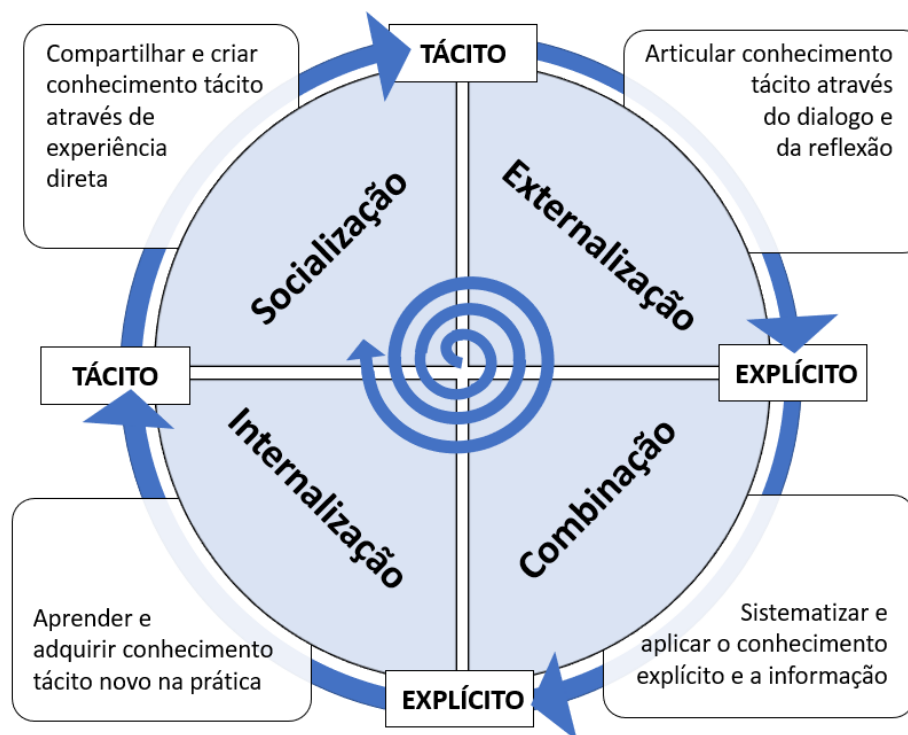 Compartilhar e criar
conhecimento tácito
através de
experiência
direta
TÁCITO
Articular conhecimento
tácito através
do dialogo e
da reflexão
Socialização
Externalização
TÁCITO
EXPLÍCITO
Internalização
Combinação
Aprender e
adquirir conhecimento
tácito novo na prática
Sistematizar e
aplicar o conhecimento
explícito e a informação
EXPLÍCITO